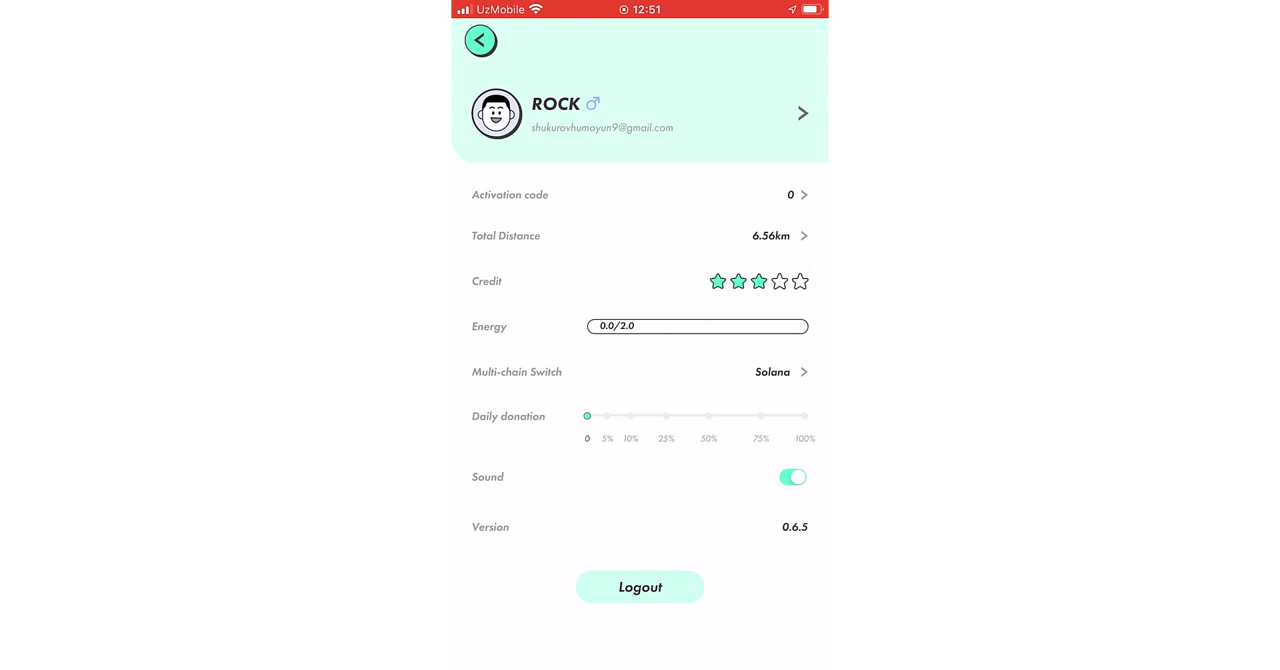 UzMobile 12:51
ROCK
shukurovhumoyun9@gmail.com
Activation code 0
Total Distance 6.56km
Credit
Energy 0.0/2.0
Multi-chain Switch Solana
Daily donation
0 5% 10% 25% 50% 75% 100%
Sound
Version 0.6.5
Logout